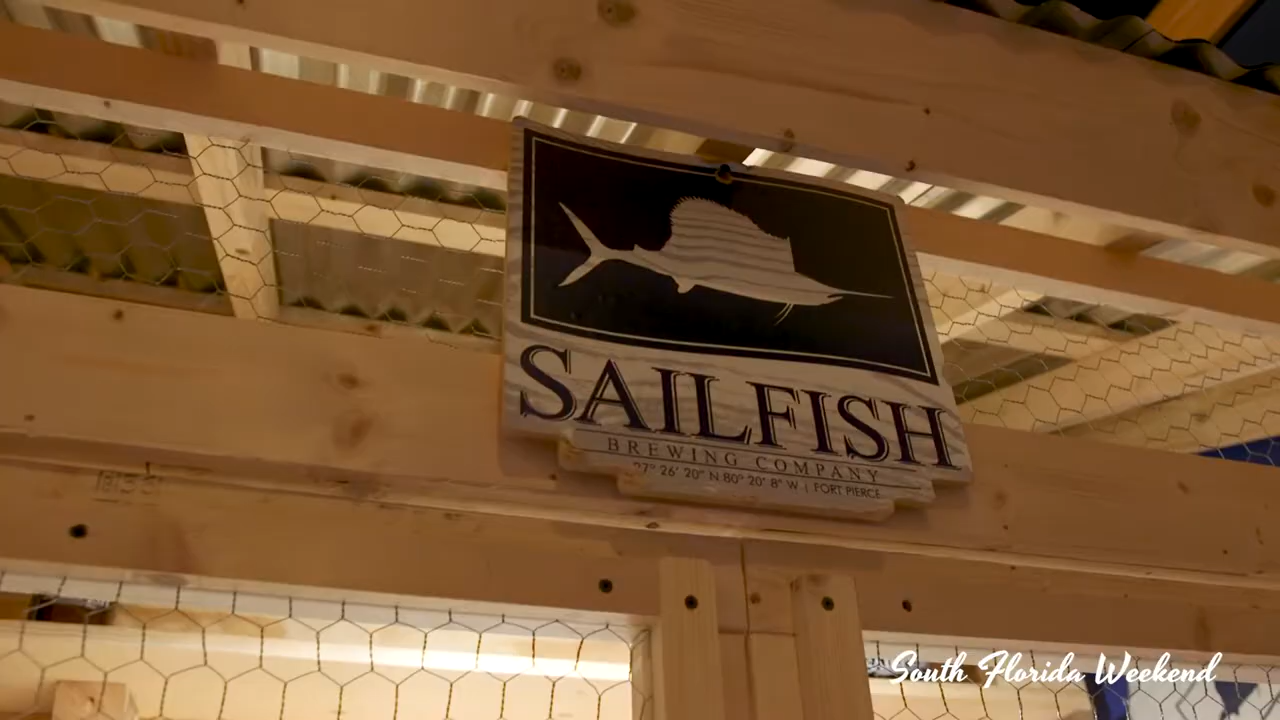 SAILFISH
BREWING COMPANY
27° 26' 20" N 80° 20' 8" W | FORT PIERCE
South Florida Weekend